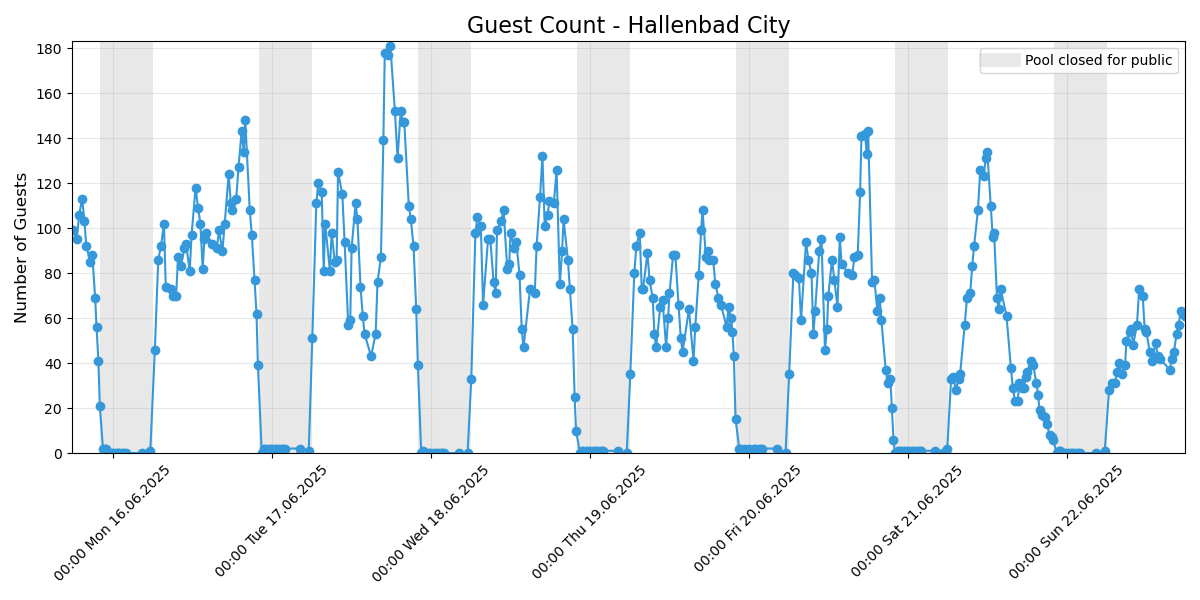 Guest Count - Hallenbad City
Pool closed for public
Number of Guests
180
160
140
120
100
80
60
40
20
0
00:00 Mon 16.06.2025
00:00 Tue 17.06.2025
00:00 Wed 18.06.2025
00:00 Thu 19.06.2025
00:00 Fri 20.06.2025
00:00 Sat 21.06.2025
00:00 Sun 22.06.2025